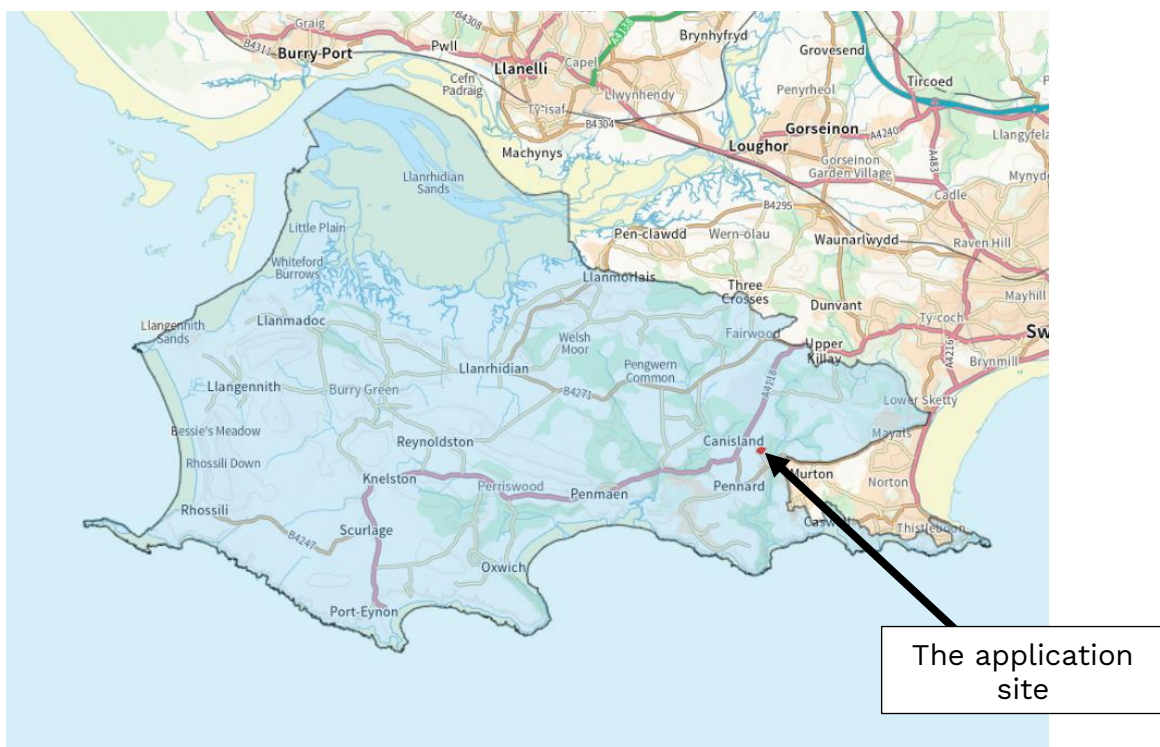 Graig
B4308
A4138
Brynhyfryd
Grovesend
B4311
Burry Port
Pwll
Llanelli
Capel
Tircoed
Cefn
Padraig
Llwynhendy
Penyrheol
Ty-isaf
B4304
Gorseinon
A4240
Llangyfela
Machynys
Loughor
Gorseinon
Garden Village
A483
Mynydd
Llanrhidian
Sands
B4295
Cadle
Little Plain
Pen-clawdd
Wern-olau
Waunarlwydd
Raven Hill
Whiteford
Burrows
Llanmorlais
Three
Crosses
Mayhill
Llangennith
Sands
Llanmadoc
Dunvant
Ty-coch
Welsh
Moor
Fairwood
Upper
Killay
Sw
Llanrhidian
Pengwern
Common
A4118
A4216
Brynmill
Llangennith
Burry Green
B4271
Lower Sketty
Bessie's Meadow
Reynoldston
Canisland
Mayals
Rhossili Down
Knelston
Perriswood
Penmaen
Pennard
Murton
Norton
Rhossili
Scurlage
Caswell
Thistleboon
B4247
Oxwich
Port-Eynon
The application
site